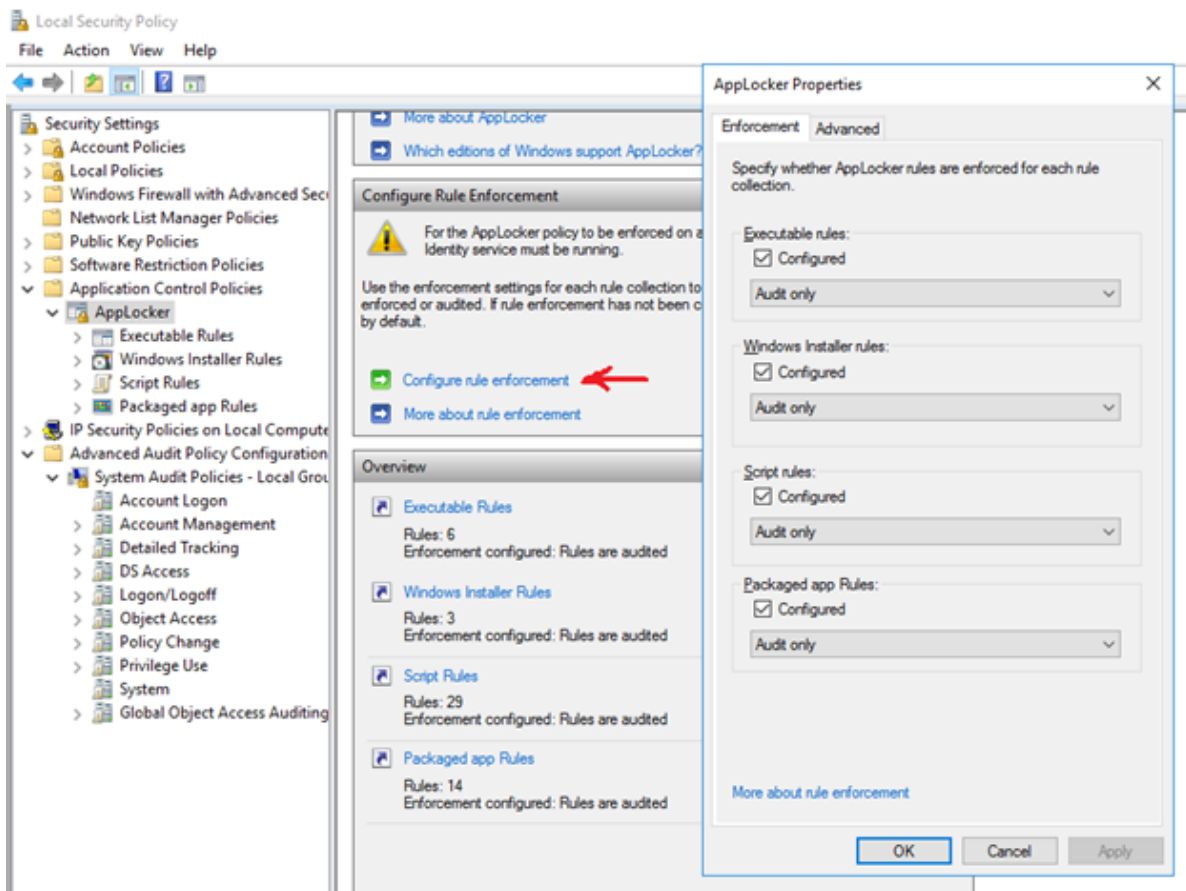 Local Security Policy
File Action View Help
Security Settings
Account Policies
Local Policies
Windows Firewall with Advanced Sec
Network List Manager Policies
Public Key Policies
Software Restriction Policies
Application Control Policies
AppLocker
Executable Rules
Windows Installer Rules
Script Rules
Packaged app Rules
IP Security Policies on Local Compute
Advanced Audit Policy Configuration
System Audit Policies - Local Grou
Account Logon
Account Management
Detailed Tracking
DS Access
Logon/Logoff
Object Access
Policy Change
Privilege Use
System
Global Object Access Auditing
More about AppLocker
Which editions of Windows support AppLocker?
Configure Rule Enforcement
For the AppLocker policy to be enforced on a
Identity service must be running.
Use the enforcement settings for each rule collection to
enforced or audited. If rule enforcement has not been c
by default.
Configure rule enforcement
More about rule enforcement
Overview
Executable Rules
Rules: 6
Enforcement configured: Rules are audited
Windows Installer Rules
Rules: 3
Enforcement configured: Rules are audited
Script Rules
Rules: 29
Enforcement configured: Rules are audited
Packaged app Rules
Rules: 14
Enforcement configured: Rules are audited
AppLocker Properties
Enforcement Advanced
Specify whether AppLocker rules are enforced for each rule
collection.
Executable rules:
Configured
Audit only
Windows Installer rules:
Configured
Audit only
Script rules:
Configured
Audit only
Packaged app Rules:
Configured
Audit only
More about rule enforcement
OK Cancel Apply